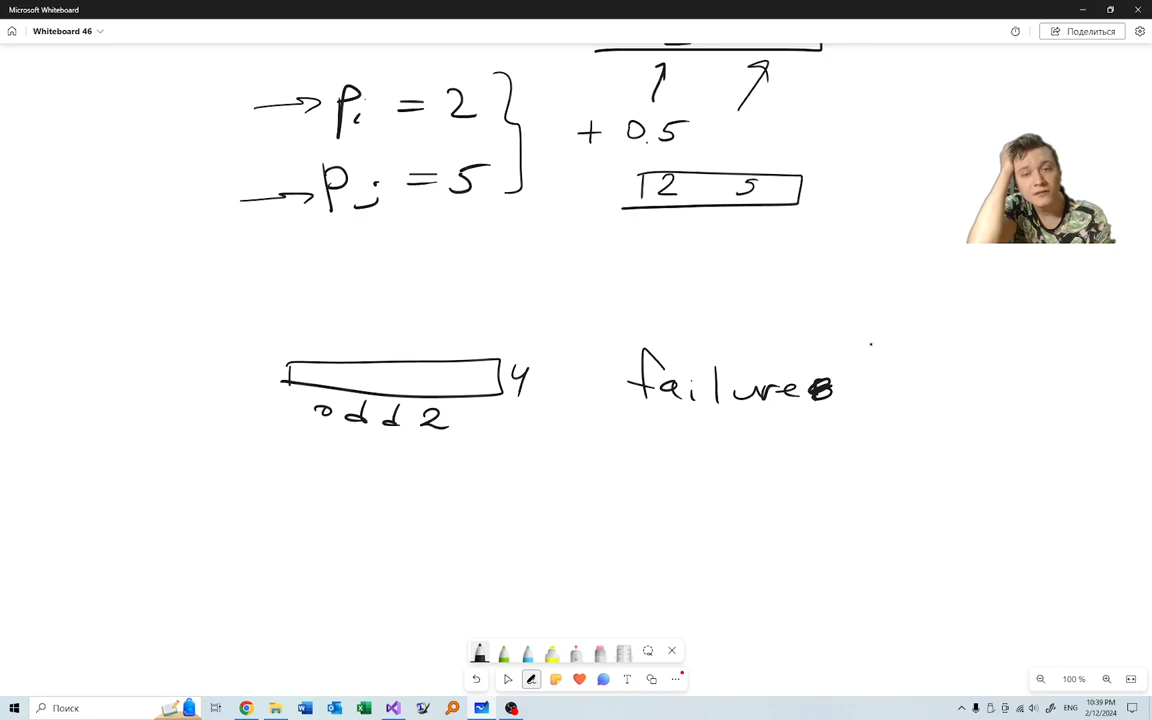 Microsoft Whiteboard
Whiteboard 46
Поделиться
Pi = 2
Pj = 5
+ 0.5
2 5
4
odd 2
failure
100 %
Поиск
ENG
10:39 PM
2/12/2024